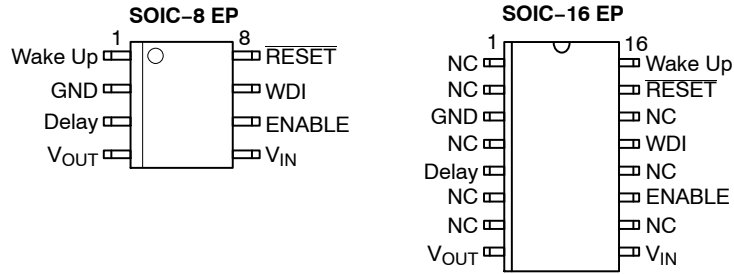 SOIC–8 EP
1 8
Wake Up RESET
GND WDI
Delay ENABLE
VOUT VIN
SOIC–16 EP
1 16
NC Wake Up
NC RESET
GND NC
NC WDI
Delay NC
NC ENABLE
NC NC
VOUT VIN